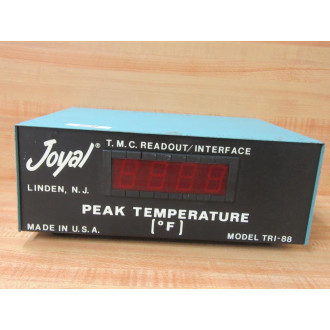 Joyal®
T.M.C. READOUT/INTERFACE
LINDEN, N.J.
PEAK TEMPERATURE
[°F]
MADE IN U.S.A.
MODEL TRI-88